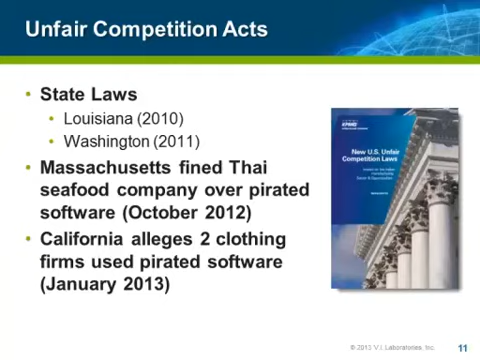 Unfair Competition Acts
• State Laws
• Louisiana (2010)
• Washington (2011)
• Massachusetts fined Thai
seafood company over pirated
software (October 2012)
• California alleges 2 clothing
firms used pirated software
(January 2013)
KPMG
New U.S. Unfair
Competition Laws
© 2013 V.I. Laboratories, Inc.
11